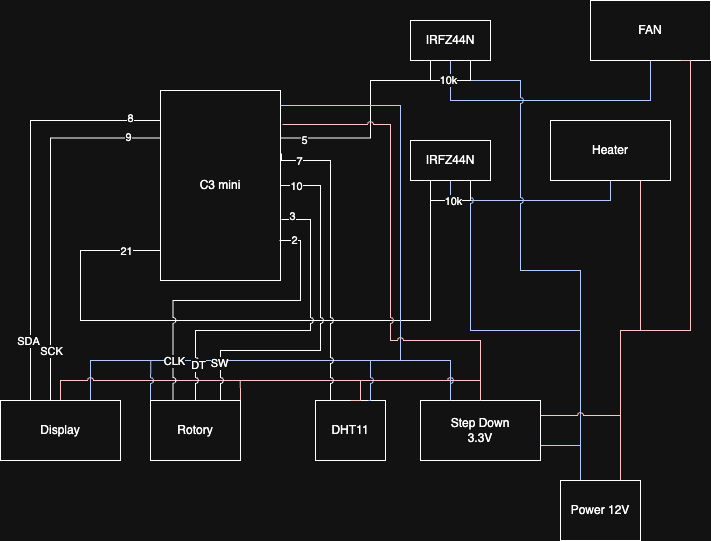 IRFZ44N
FAN
10k
8
9
5
C3 mini
IRFZ44N
Heater
7
10
10k
3
2
21
SDA
SCK
CLK
DT
SW
Display
Rotory
DHT11
Step Down
3.3V
Power 12V